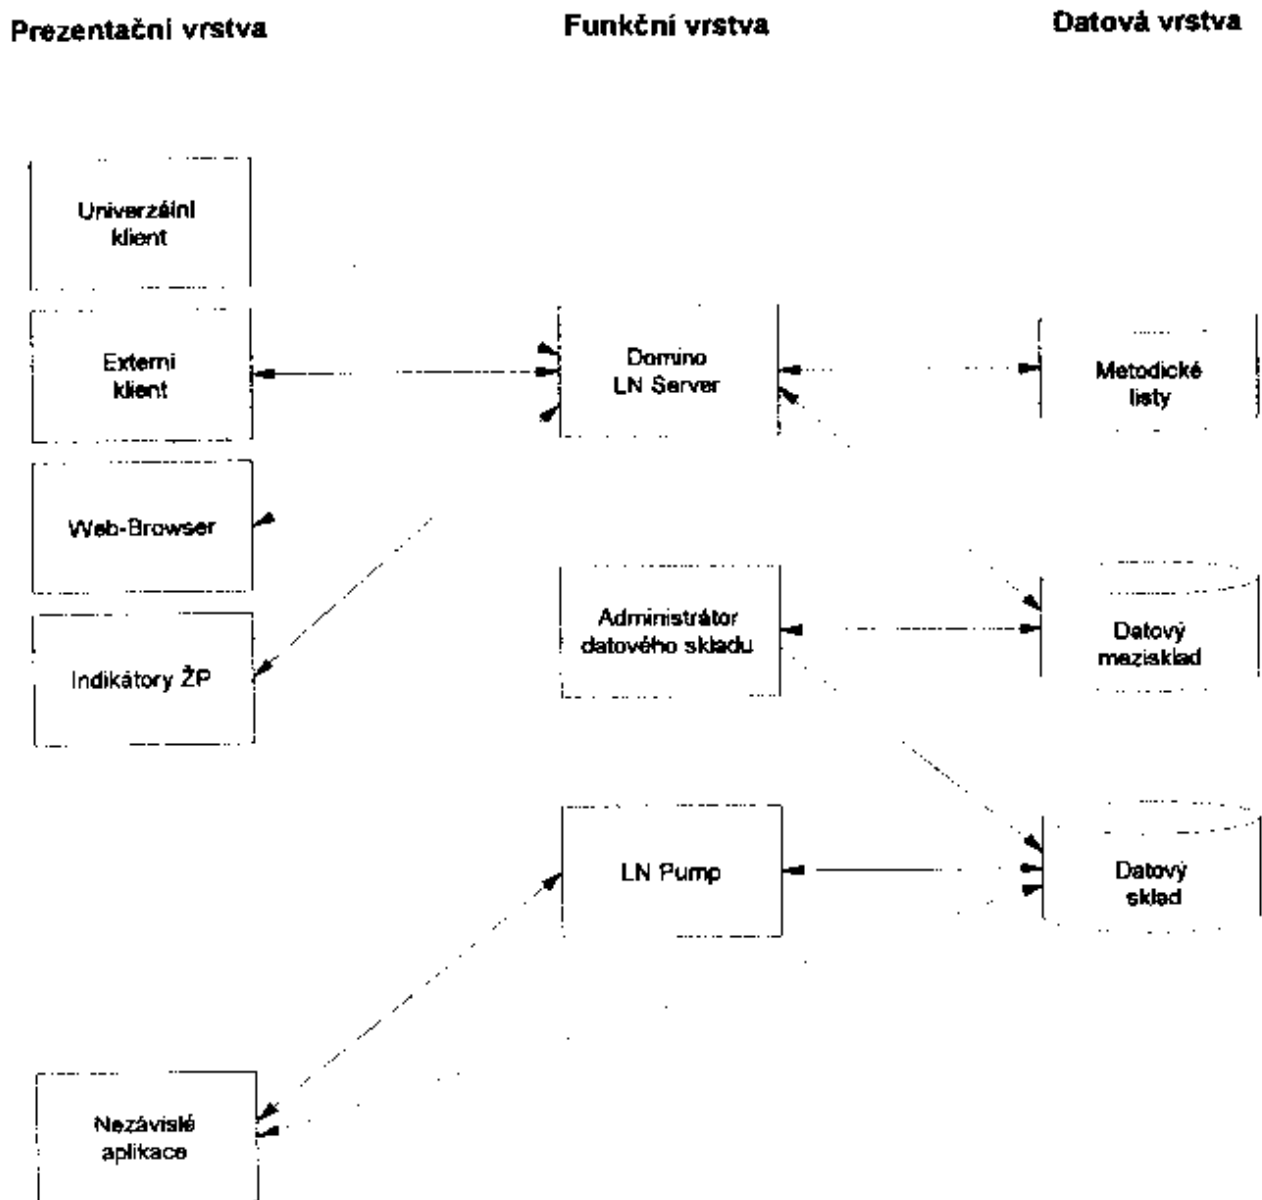 Prezentační vrstva
Funkční vrstva
Datová vrstva
Univerzální
klient
Externí
klient
Domino
LN Server
Metodické
listy
Web-Browser
Administrátor
datového skladu
Datový
mezisklad
Indikátory ŽP
LN Pump
Datový
sklad
Nezávislé
aplikace